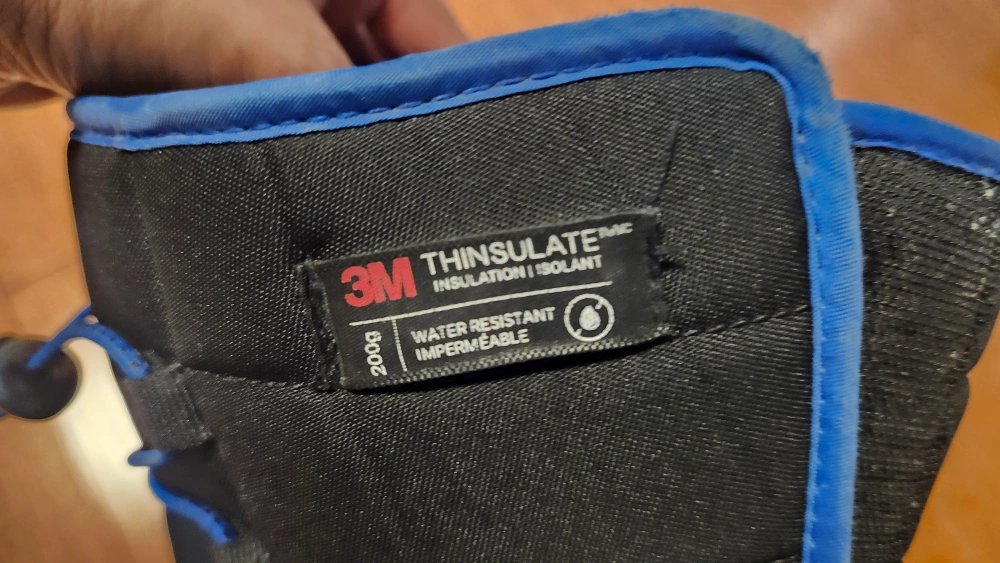 3M THINSULATE™/MC
INSULATION | ISOLANT
200g
WATER RESISTANT
IMPERMÉABLE